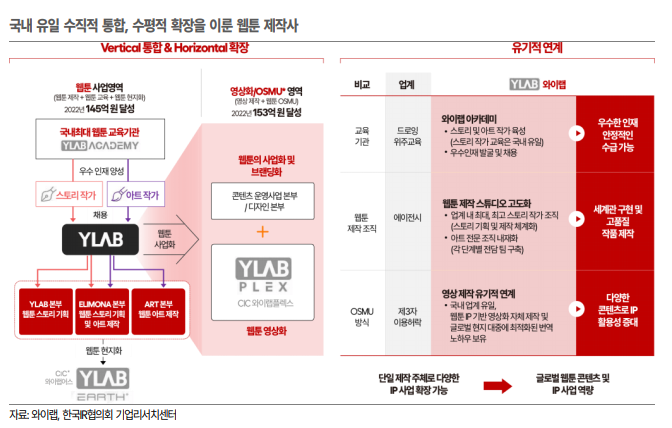 국내 유일 수직적 통합, 수평적 확장을 이룬 웹툰 제작사
Vertical 통합 & Horizontal 확장
웹툰 사업영역
(웹툰 제작 + 웹툰 교육 + 웹툰 현지화)
2022년 145억 원 달성
국내최대 웹툰 교육기관
YLAB ACADEMY
우수 인재 양성
스토리 작가
아트 작가
채용
YLAB
웹툰
사업화
YLAB 본부
웹툰 스토리 기획
ELIMONA 본부
웹툰 스토리 기획
및 아트 제작
ART 본부
웹툰 아트 제작
웹툰 현지화
CIC*
와이랩어스
YLAB
EARTH
영상화/OSMU* 영역
(영상 제작 + 웹툰 OSMU)
2022년 153억 원 달성
웹툰의 사업화 및
브랜딩화
콘텐츠 운영사업 본부
/ 디자인 본부
+
YLAB
PLEX
CIC 와이랩플렉스
웹툰 영상화
유기적 연계
비교
업계
YLAB 와이랩
교육
기관
드로잉
위주교육
와이랩 아카데미
• 스토리 및 아트 작가 육성
(스토리 작가 교육은 국내 유일)
• 우수인재 발굴 및 채용
우수한 인재
안정적인
수급 가능
웹툰
제작 조직
에이전시
웹툰 제작 스튜디오 고도화
• 업계 내 최대, 최고 스토리 작가 조직
(스토리 기획 및 제작 체계화)
• 아트 전문 조직 내재화
(각 단계별 전담 팀 구축)
세계관 구현 및
고품질
작품 제작
OSMU
방식
제3자
이용허락
영상 제작 유기적 연계
• 국내 업계 유일,
웹툰 IP 기반 영상화 자체 제작 및
글로벌 현지 대중에 최적화된 번역
노하우 보유
다양한
콘텐츠로 IP
활용성 증대
단일 제작 주체로 다양한
IP 사업 확장 가능
글로벌 웹툰 콘텐츠 및
IP 사업 역량
자료: 와이랩, 한국IR협의회 기업리서치센터